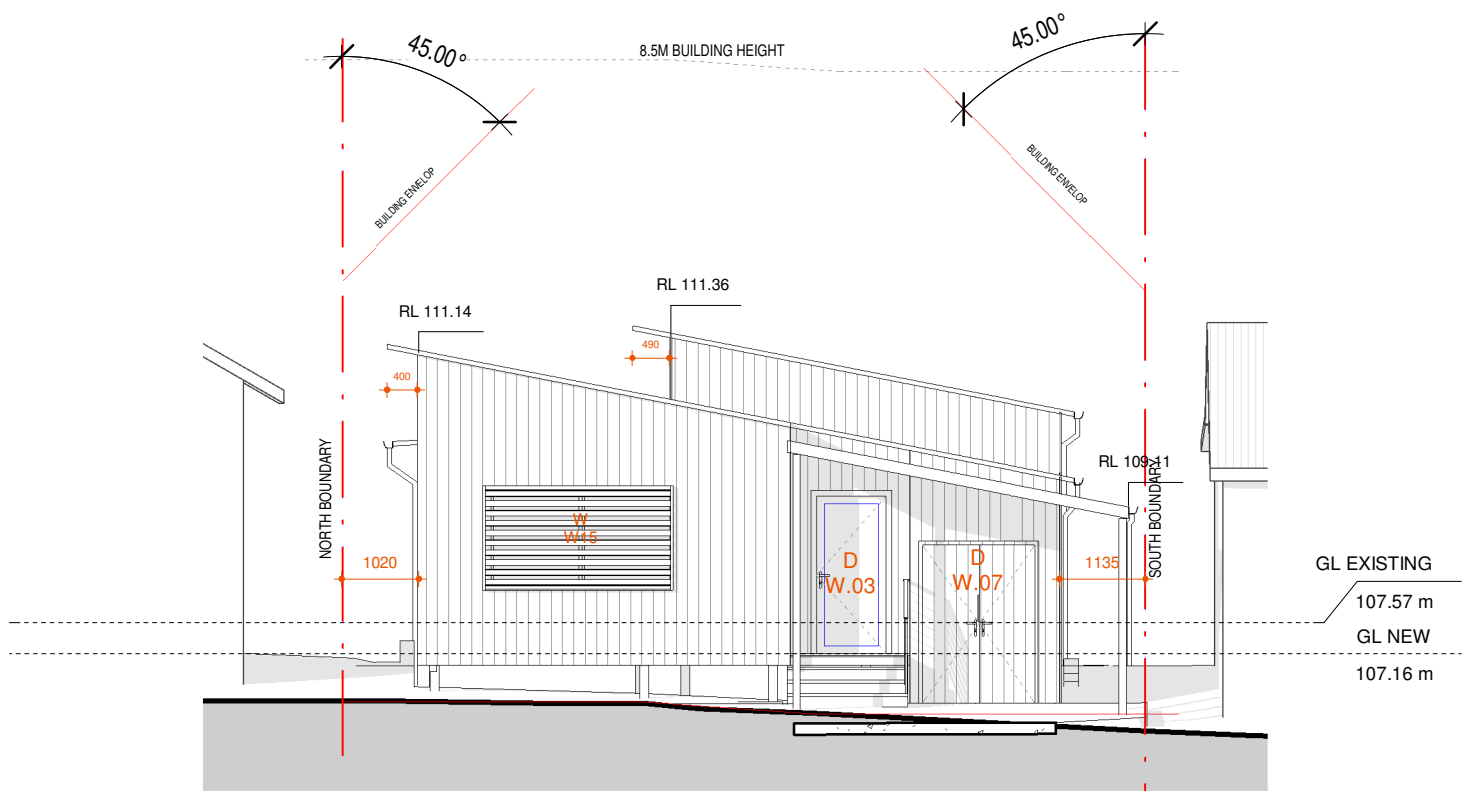 45.00°
8.5M BUILDING HEIGHT
45.00°
BUILDING ENVELOP
BUILDING ENVELOP
RL 111.14
RL 111.36
490
400
NORTH BOUNDARY
RL 109.11
SOUTH BOUNDARY
W
W15
1020
D
W.03
D
W.07
1135
GL EXISTING
107.57 m
GL NEW
107.16 m